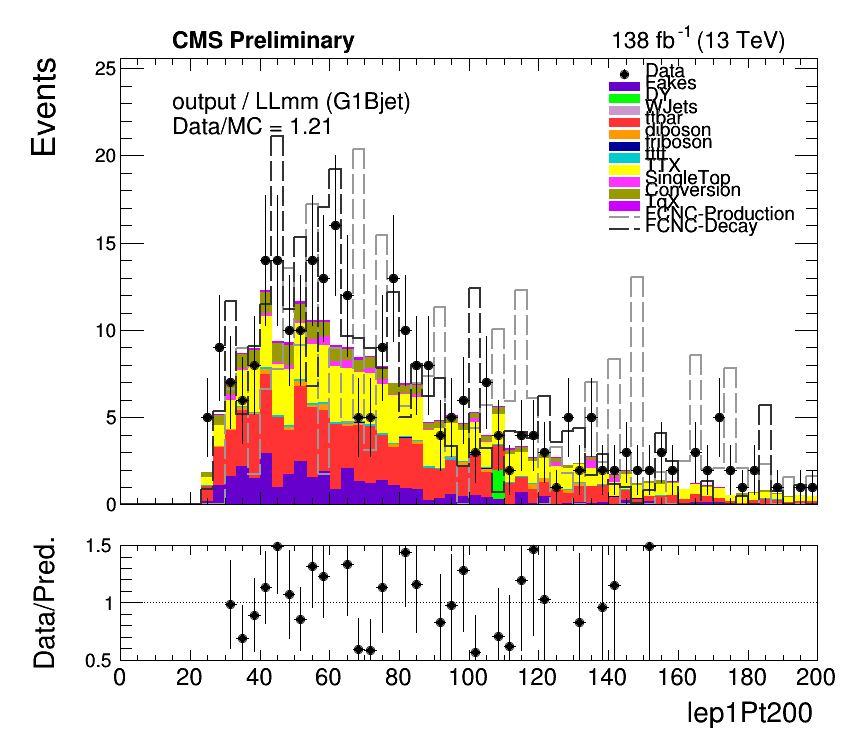 CMS Preliminary
138 fb⁻¹ (13 TeV)
Events
output / LLmm (G1Bjet)
Data/MC = 1.21
Data
Fakes
DY
WJets
ttbar
diboson
triboson
tttt
TTX
SingleTop
Conversion
TqX
FCNC-Production
FCNC-Decay
25
20
15
10
5
0
Data/Pred.
1.5
1
0.5
0 20 40 60 80 100 120 140 160 180 200
lep1Pt200